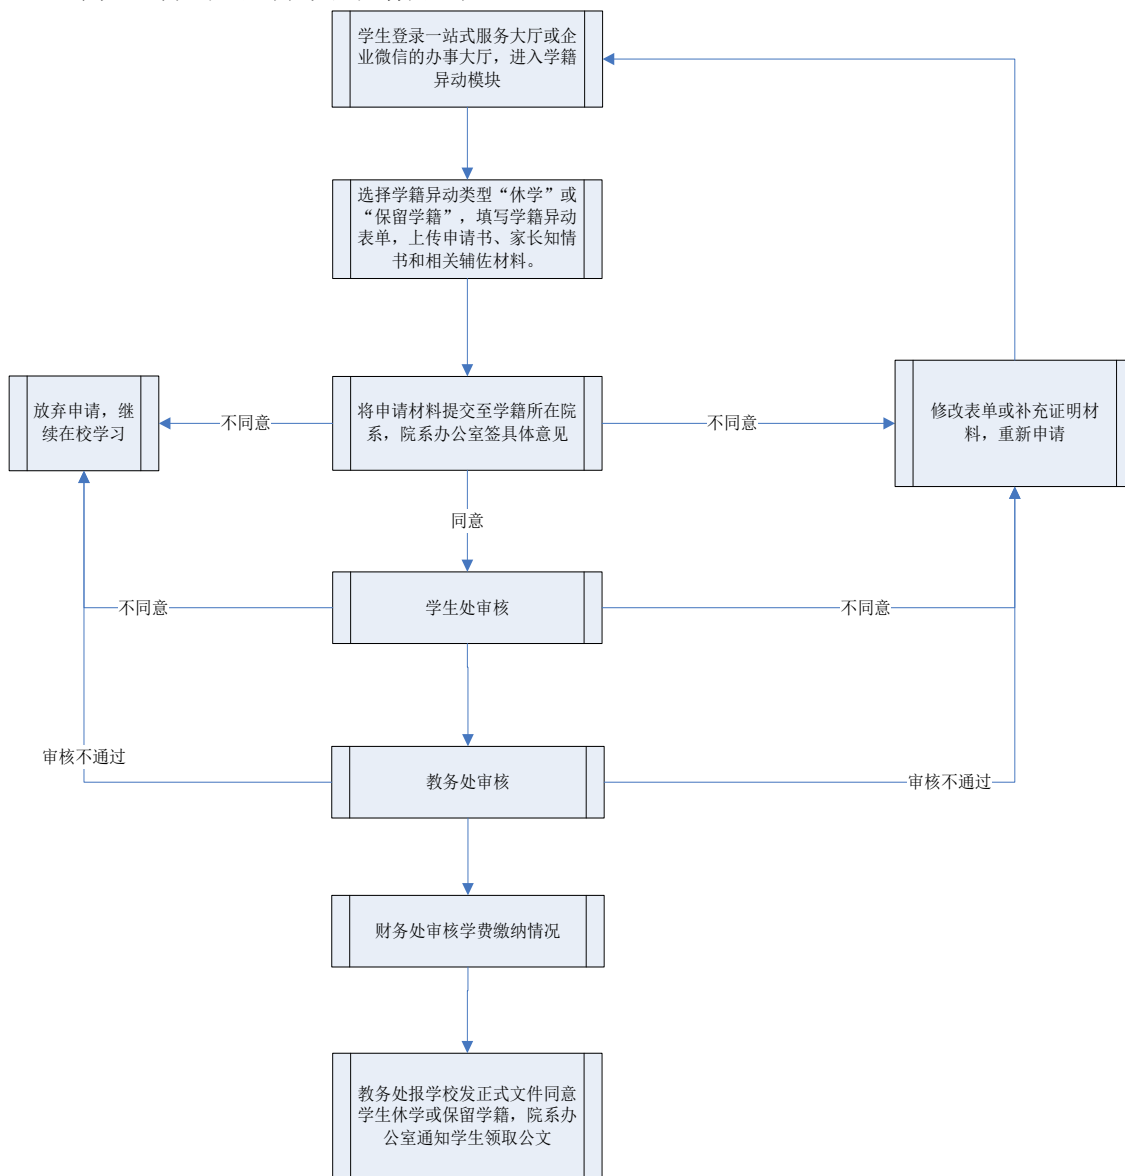 学生登录一站式服务大厅或企
业微信的办事大厅，进入学籍
异动模块
选择学籍异动类型“休学”或
“保留学籍”，填写学籍异动
表单，上传申请书、家长知情
书和相关辅佐材料。
放弃申请，继
续在校学习
不同意
将申请材料提交至学籍所在院
系，院系办公室签具体意见
不同意
修改表单或补充证明材
料，重新申请
同意
不同意
学生处审核
不同意
审核不通过
教务处审核
审核不通过
财务处审核学费缴纳情况
教务处报学校发正式文件同意
学生休学或保留学籍，院系办
公室通知学生领取公文